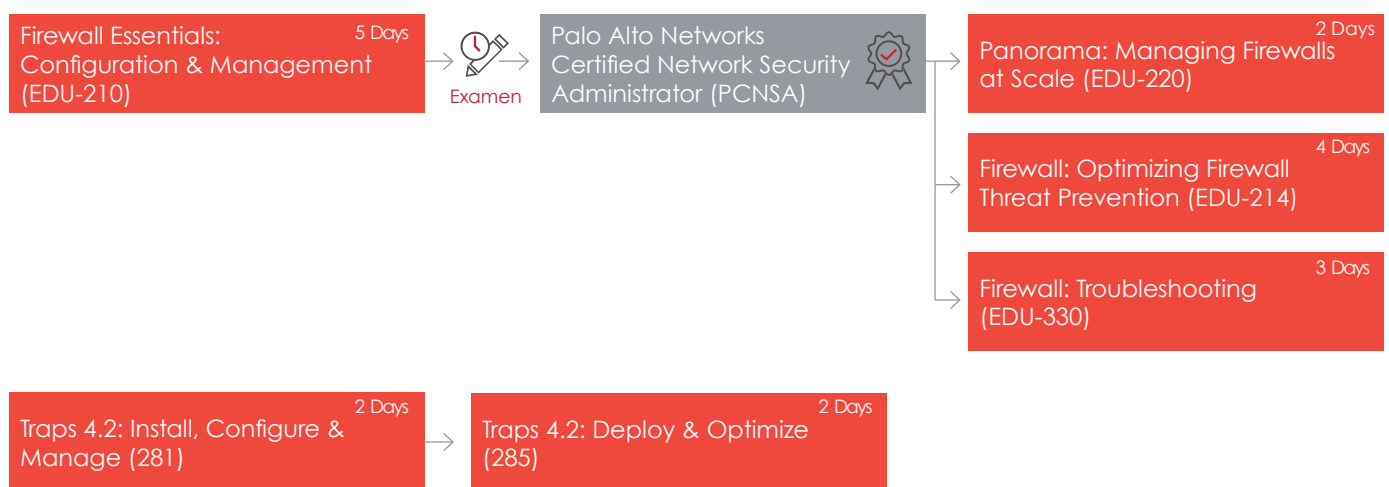 Firewall Essentials:
5 Days
Configuration & Management
(EDU-210)
Examen
Palo Alto Networks
Certified Network Security
Administrator (PCNSA)
2 Days
Panorama: Managing Firewalls
at Scale (EDU-220)
4 Days
Firewall: Optimizing Firewall
Threat Prevention (EDU-214)
3 Days
Firewall: Troubleshooting
(EDU-330)
2 Days
Traps 4.2: Install, Configure &
Manage (281)
2 Days
Traps 4.2: Deploy & Optimize
(285)